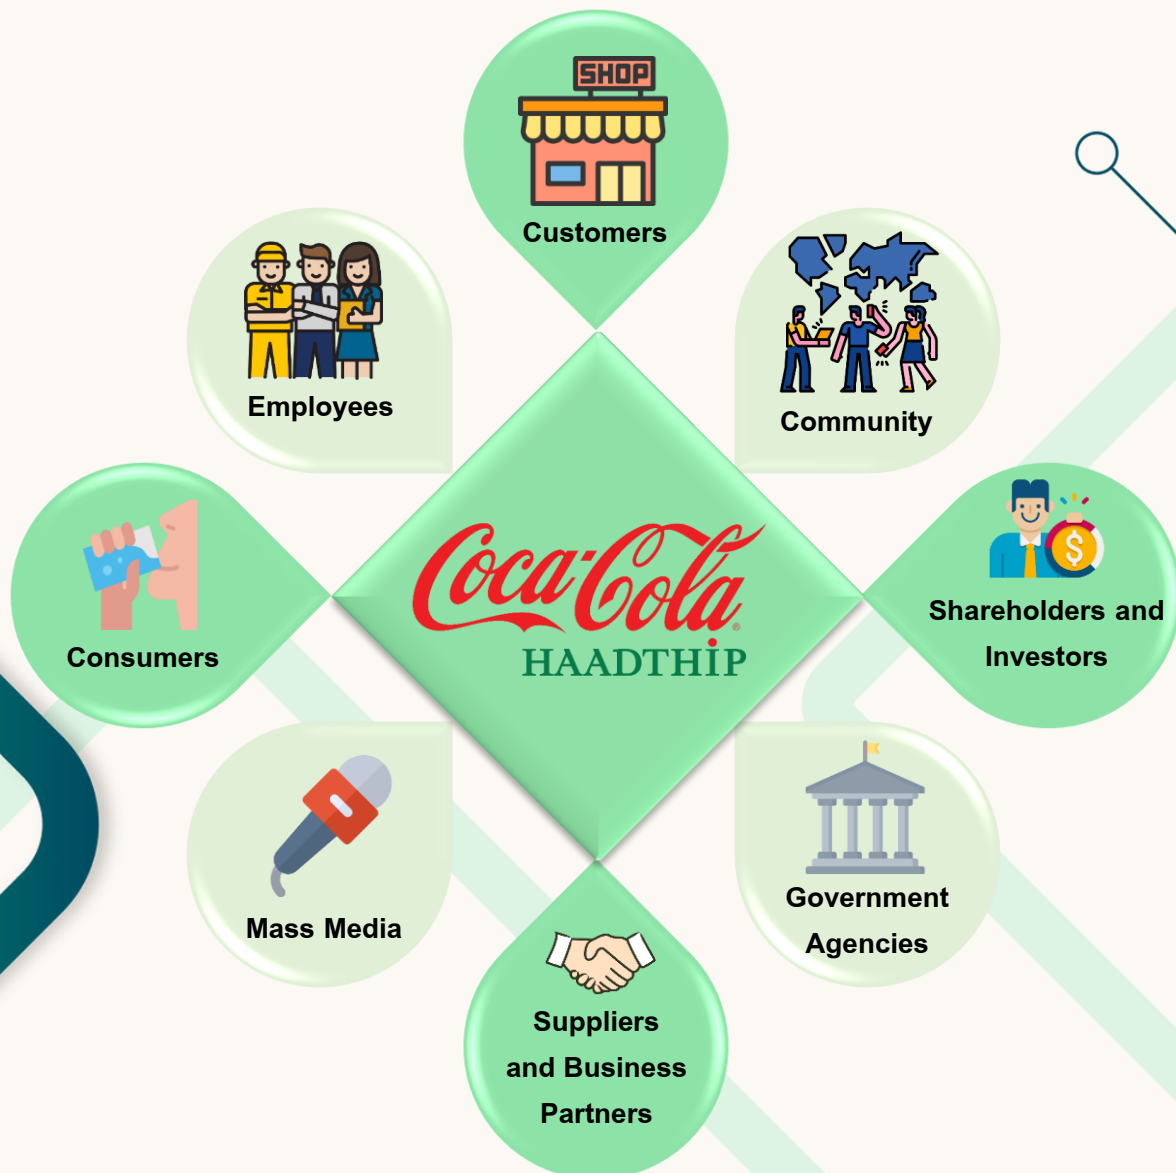 SHOP
Customers
Employees
Community
Coca-Cola
HAADTHIP
Consumers
Shareholders and
Investors
Mass Media
Government
Agencies
Suppliers
and Business
Partners